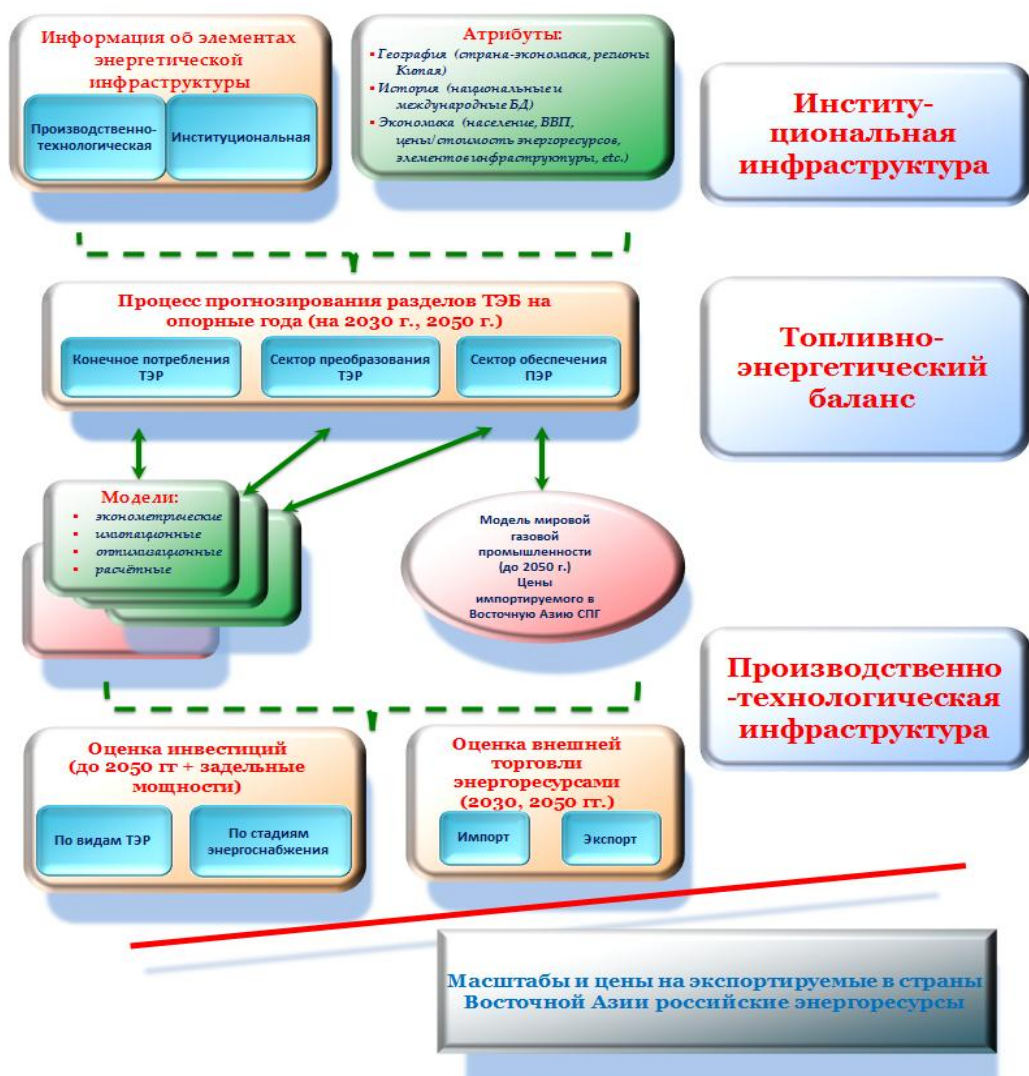 Информация об элементах
энергетической
инфраструктуры
Производственно-
технологическая
Институциональная
Атрибуты:
▪ География (страна-экономика, регионы
Китая)
▪ История (национальные и
международные БД)
▪ Экономика (население, ВВП,
цены/стоимость энергоресурсов,
элементов инфраструктуры, etc.)
Институ-
циональная
инфраструктура
Процесс прогнозирования разделов ТЭБ на
опорные года (на 2030 г., 2050 г.)
Конечное потребления
ТЭР
Сектор преобразования
ТЭР
Сектор обеспечения
ПЭР
Топливно-
энергетический
баланс
Модели:
▪ эконометрические
▪ имитационные
▪ оптимизационные
▪ расчётные
Модель мировой
газовой
промышленности
(до 2050 г.)
Цены
импортируемого в
Восточную Азию СПГ
Производственно
-технологическая
инфраструктура
Оценка инвестиций
(до 2050 гг + задельные
мощности)
По видам ТЭР
По стадиям
энергоснабжения
Оценка внешней
торговли
энергоресурсами
(2030, 2050 гг.)
Импорт
Экспорт
Масштабы и цены на экспортируемые в страны
Восточной Азии российские энергоресурсы